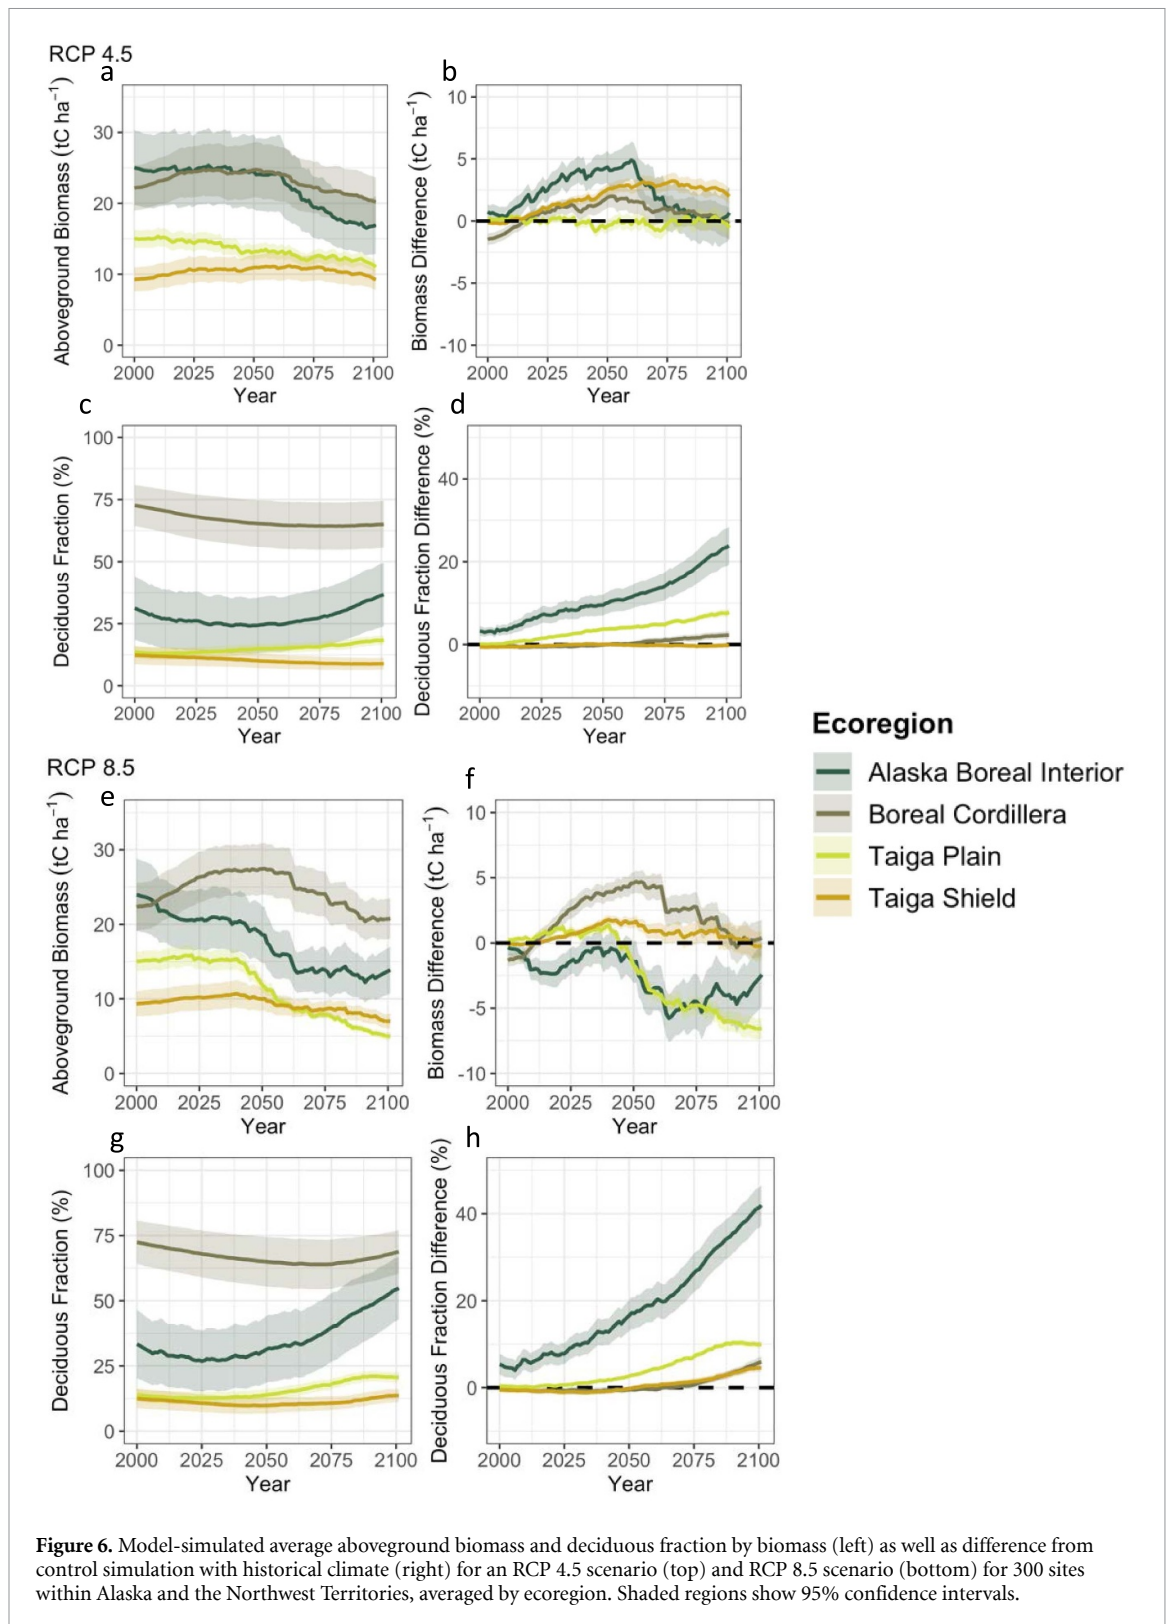 RCP 4.5
a
Aboveground Biomass (tC ha⁻¹)
30
20
10
0
2000 2025 2050 2075 2100
Year
b
Biomass Difference (tC ha⁻¹)
10
5
0
-5
-10
2000 2025 2050 2075 2100
Year
c
Deciduous Fraction (%)
100
75
50
25
0
2000 2025 2050 2075 2100
Year
d
Deciduous Fraction Difference (%)
40
20
0
2000 2025 2050 2075 2100
Year
RCP 8.5
e
Aboveground Biomass (tC ha⁻¹)
30
20
10
0
2000 2025 2050 2075 2100
Year
f
Biomass Difference (tC ha⁻¹)
10
5
0
-5
-10
2000 2025 2050 2075 2100
Year
g
Deciduous Fraction (%)
100
75
50
25
0
2000 2025 2050 2075 2100
Year
h
Deciduous Fraction Difference (%)
40
20
0
2000 2025 2050 2075 2100
Year
Ecoregion
Alaska Boreal Interior
Boreal Cordillera
Taiga Plain
Taiga Shield
Figure 6. Model-simulated average aboveground biomass and deciduous fraction by biomass (left) as well as difference from
control simulation with historical climate (right) for an RCP 4.5 scenario (top) and RCP 8.5 scenario (bottom) for 300 sites
within Alaska and the Northwest Territories, averaged by ecoregion. Shaded regions show 95% confidence intervals.